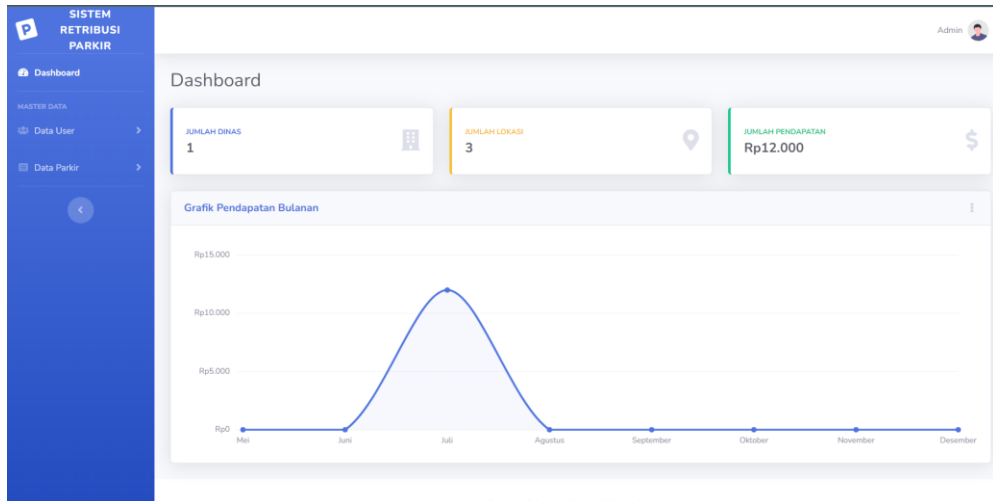 P
SISTEM
RETRIBUSI
PARKIR
Admin
Dashboard
MASTER DATA
Data User
Data Parkir
Dashboard
JUMLAH DINAS
1
JUMLAH LOKASI
3
JUMLAH PENDAPATAN
Rp12.000
$
Grafik Pendapatan Bulanan
Rp15.000
Rp10.000
Rp5.000
Rp0
Mei Juni Juli Agustus September Oktober November Desember